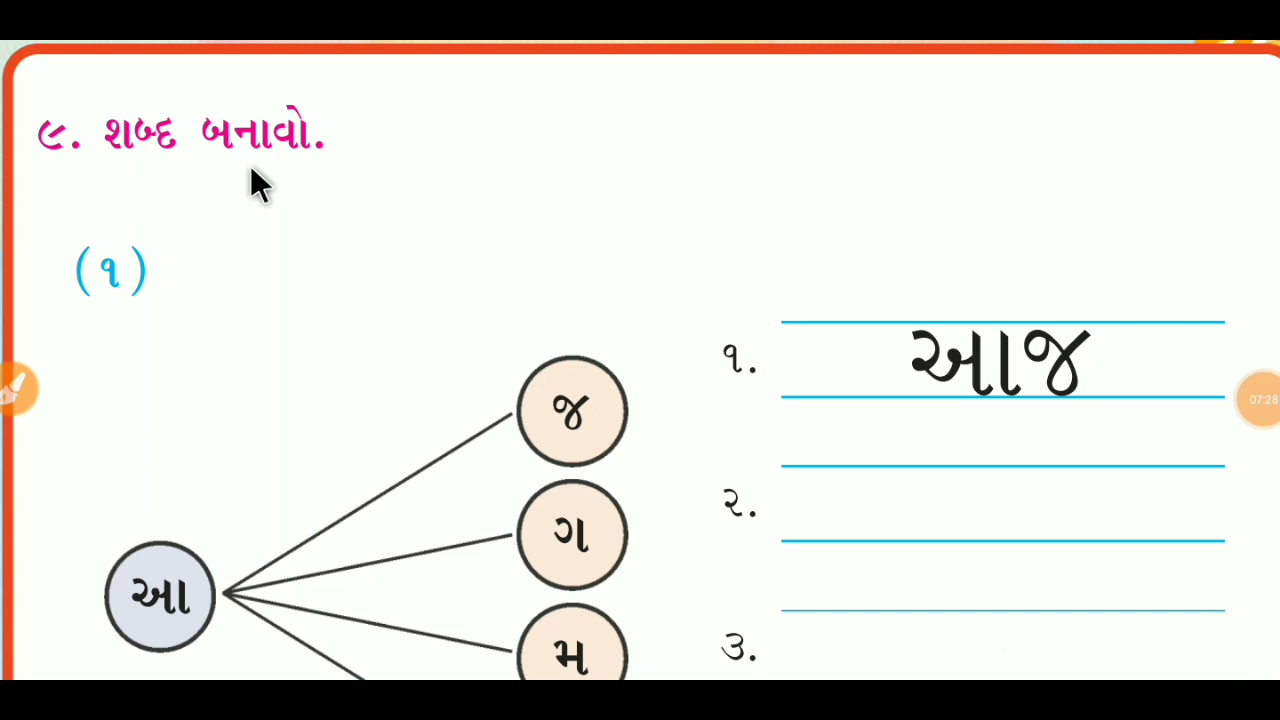 ૯. શબ્દ બનાવો.
(૧)
૧. આજ
જ
ગ
૨.
આ
મ
૩.
07:28